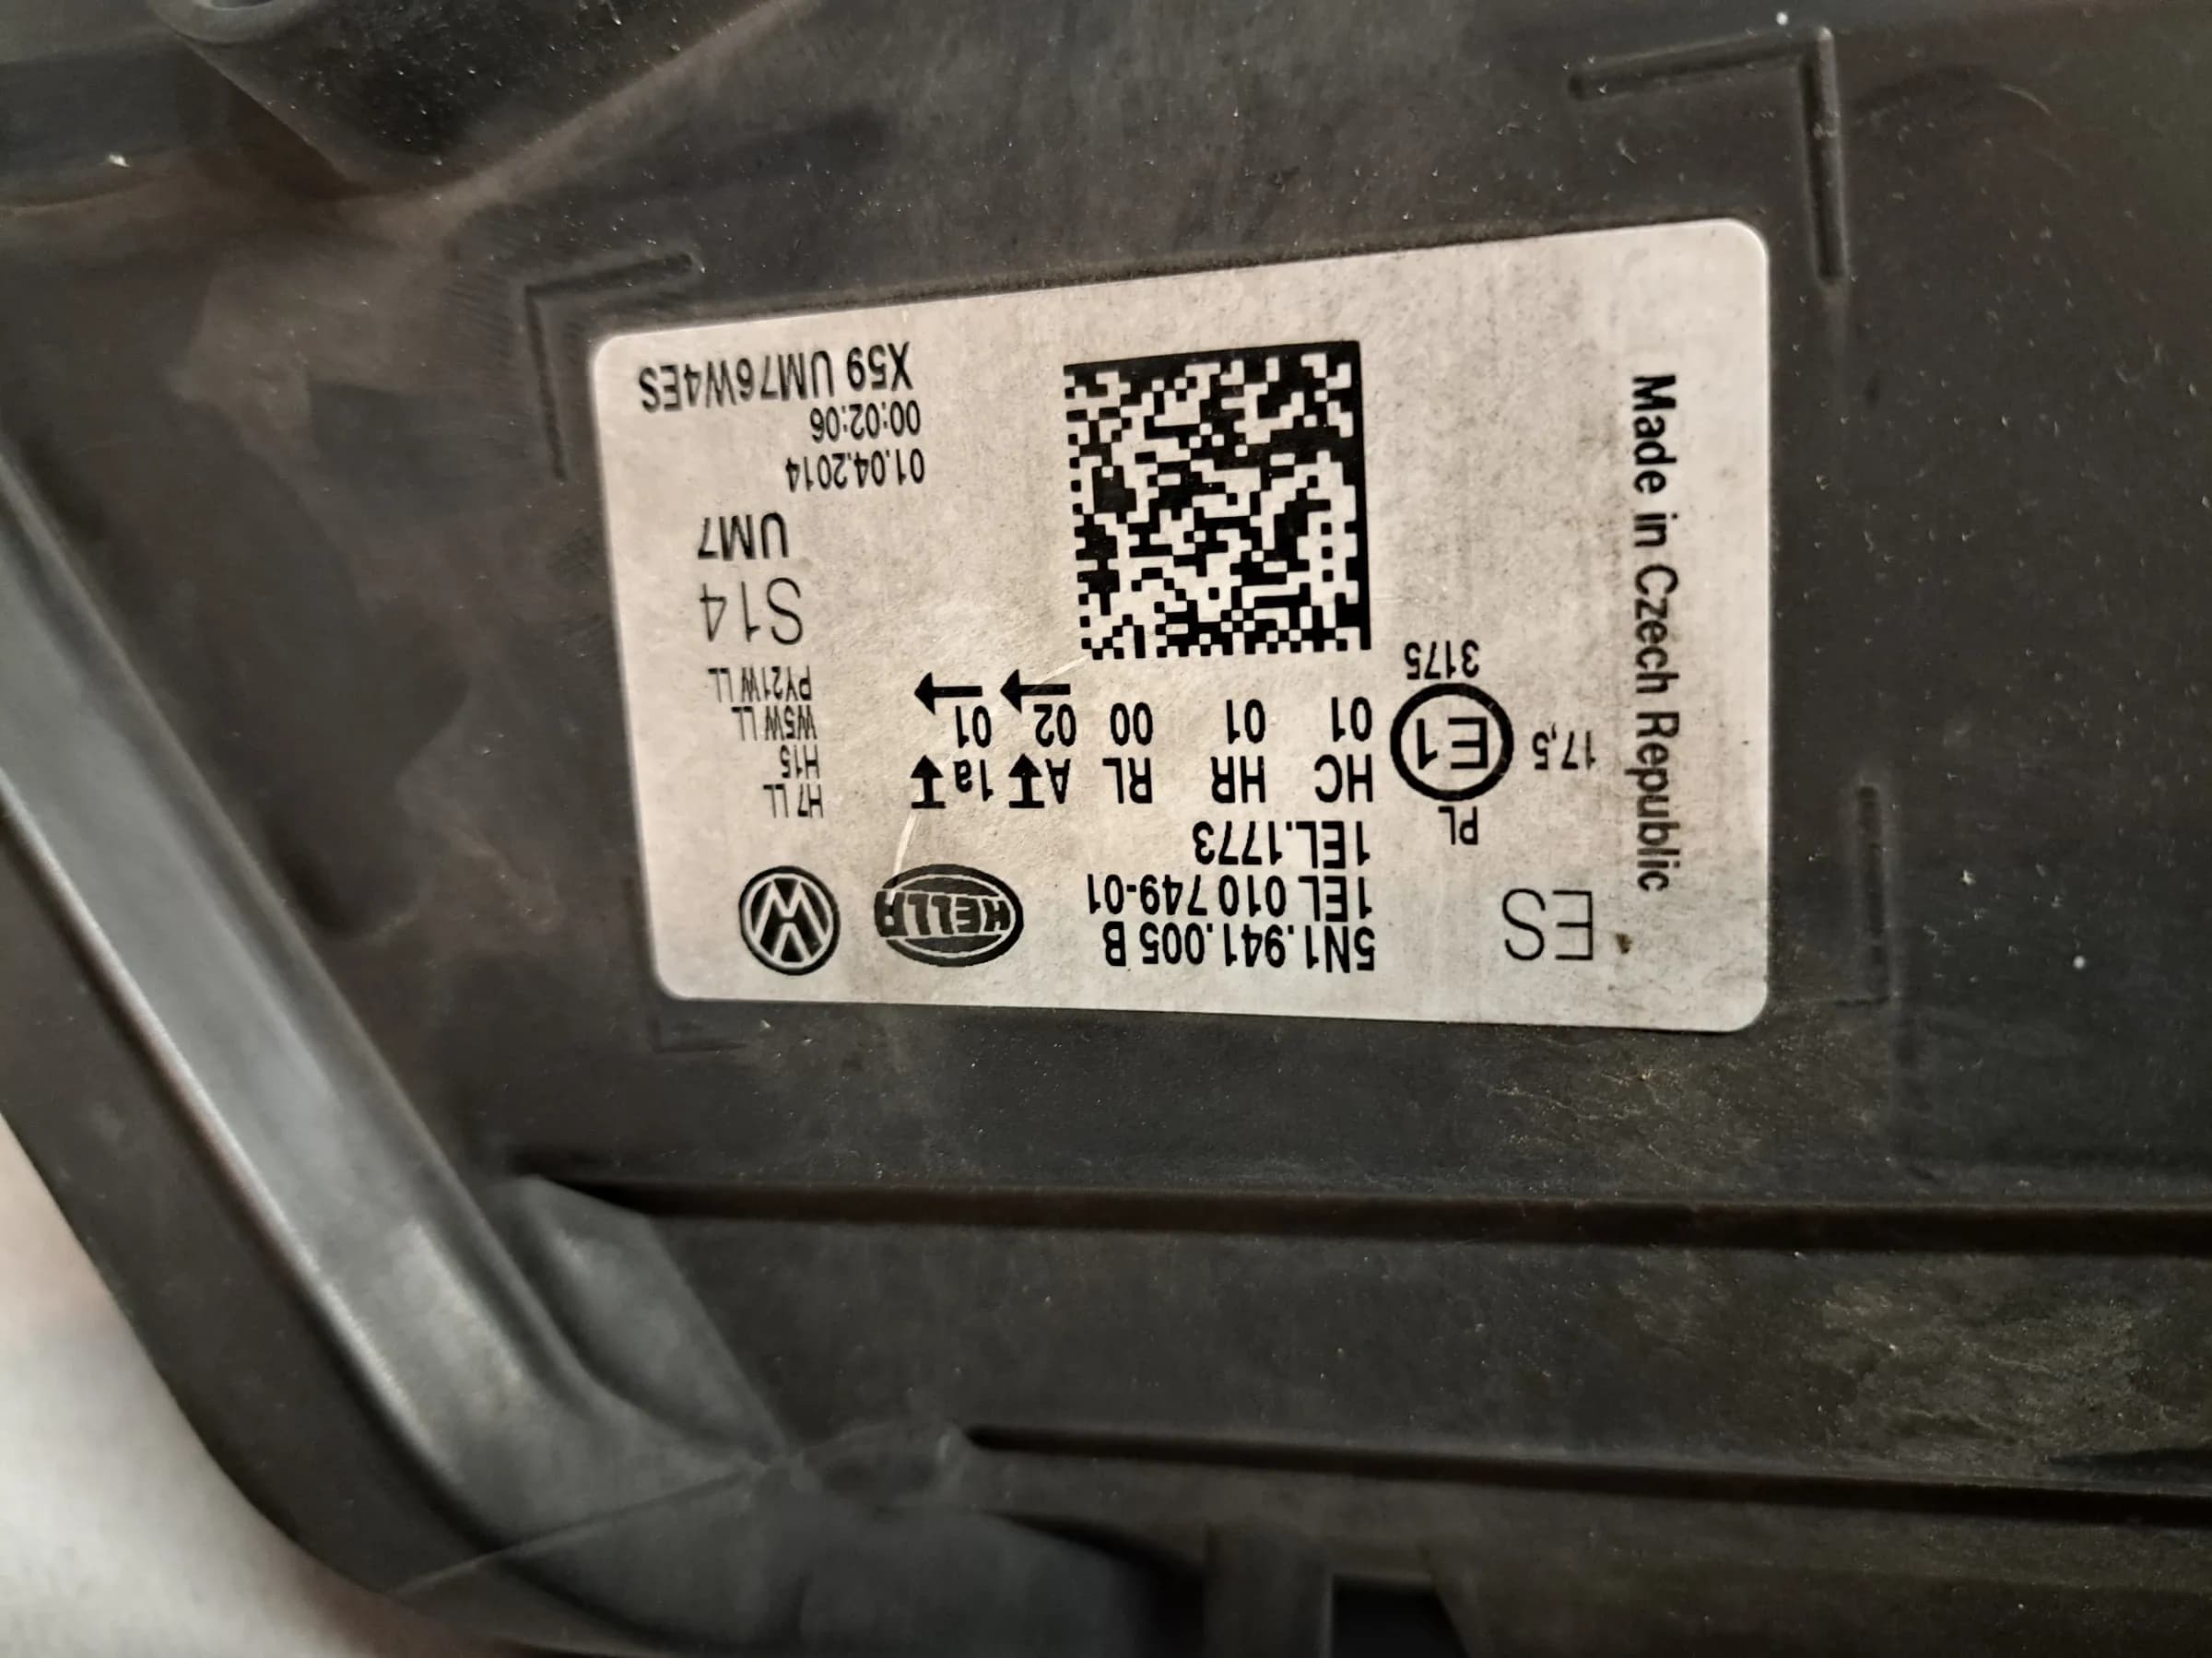 5N1.941.005 B
1EL 010 749-01
1EL.1773
HELLA
ES
PL
E1
17,5
3175
HC HR RL A 1a
01 01 00 02 01
H7 LL
H15
W5W LL
PY21W LL
S14
UM7
01.04.2014
00:02:06
X59 UM76W4ES
Made in Czech Republic